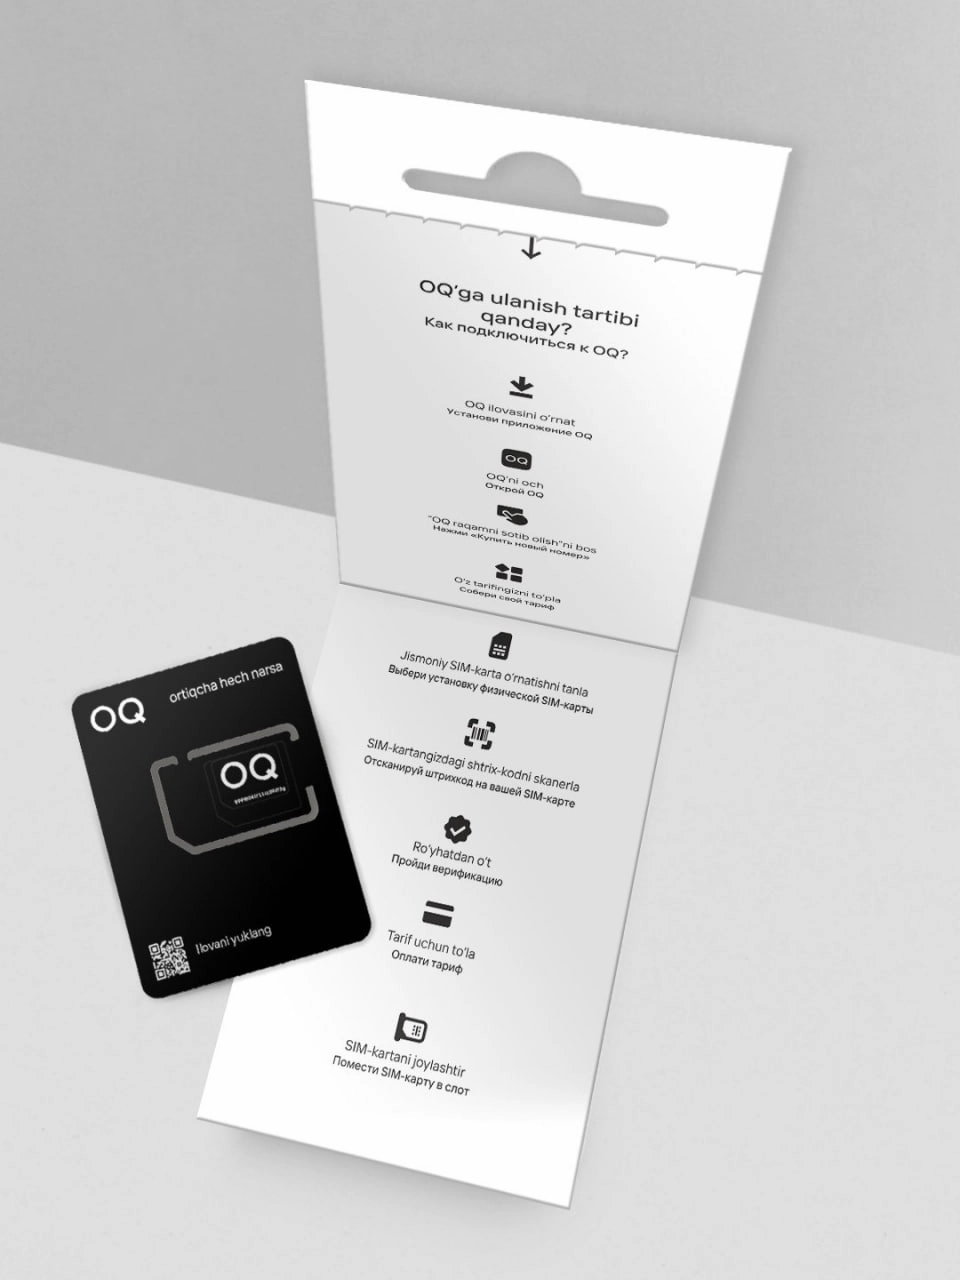 OQ'ga ulanish tartibi
qanday?
Как подключиться к OQ?
OQ ilovasini o'rnat
Установи приложение OQ
OQ
OQ'ni och
Открой OQ
"OQ raqamni sotib olish"ni bos
Нажми «Купить новый номер»
O'z tarifingizni to'pla
Собери свой тариф
Jismoniy SIM-karta o'rnatishni tanla
Выбери установку физической SIM-карты
SIM-kartangizdagi shtrix-kodni skanerla
Отсканируй штрихкод на вашей SIM-карте
Ro'yhatdan o't
Пройди верификацию
Tarif uchun to'la
Оплати тариф
SIM-kartani joylashtir
Помести SIM-карту в слот
OQ
ortiqcha hech narsa
OQ
Ilovani yuklang